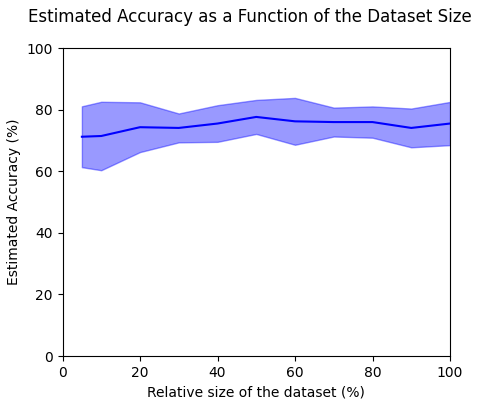 Estimated Accuracy as a Function of the Dataset Size
100
80
60
40
20
0
Estimated Accuracy (%)
0 20 40 60 80 100
Relative size of the dataset (%)